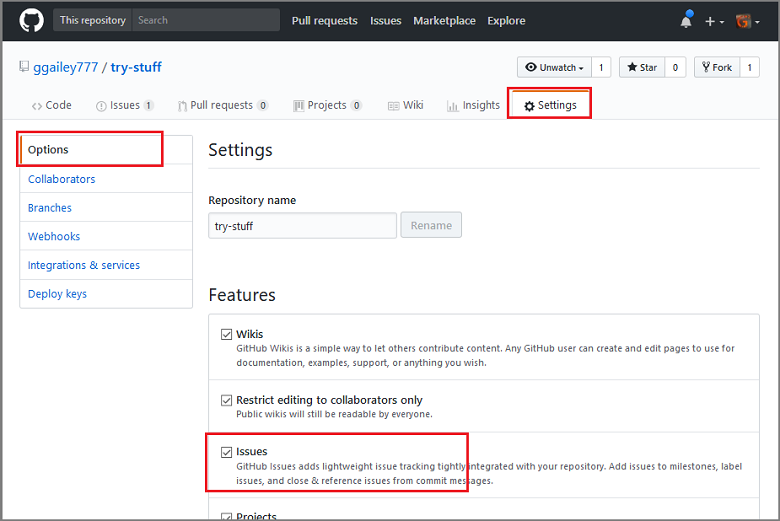 This repository Search Pull requests Issues Marketplace Explore
ggailey777 / try-stuff Unwatch 1 Star 0 Fork 1
Code Issues 1 Pull requests 0 Projects 0 Wiki Insights Settings
Options
Collaborators
Branches
Webhooks
Integrations & services
Deploy keys
Settings
Repository name
try-stuff Rename
Features
Wikis
GitHub Wikis is a simple way to let others contribute content. Any GitHub user can create and edit pages to use for
documentation, examples, support, or anything you wish.
Restrict editing to collaborators only
Public wikis will still be readable by everyone.
Issues
GitHub Issues adds lightweight issue tracking tightly integrated with your repository. Add issues to milestones, label
issues, and close & reference issues from commit messages.
Projects